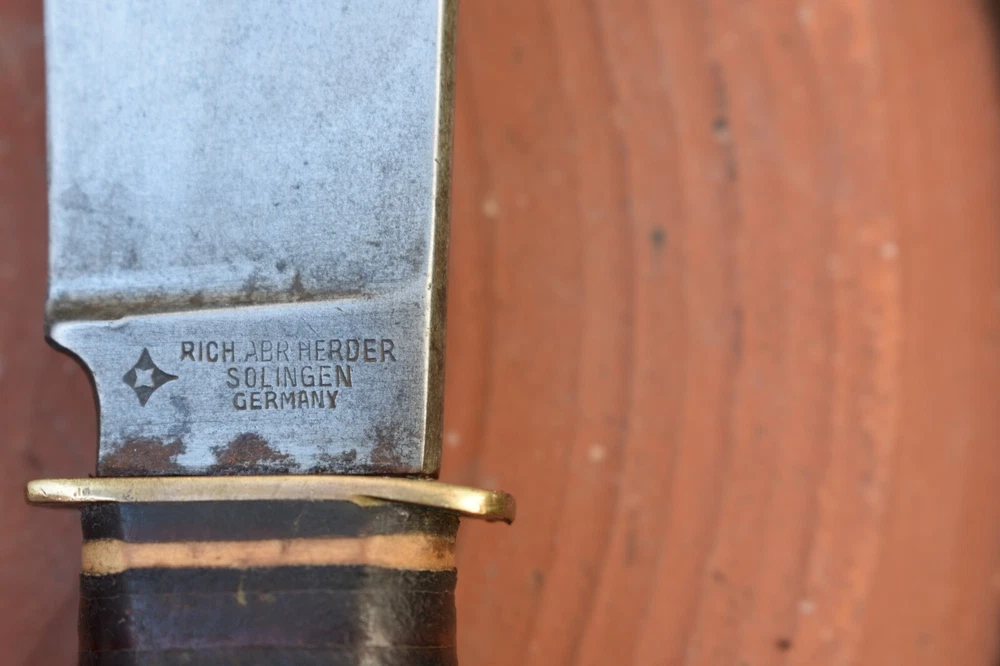 RICH. ABR. HERDER
SOLINGEN
GERMANY